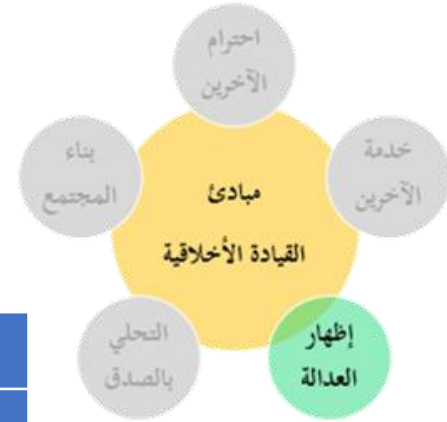 احترام
الآخرين
خدمة
الآخرين
بناء
المجتمع
مبادئ
القيادة الأخلاقية
إظهار
العدالة
التحلي
بالصدق